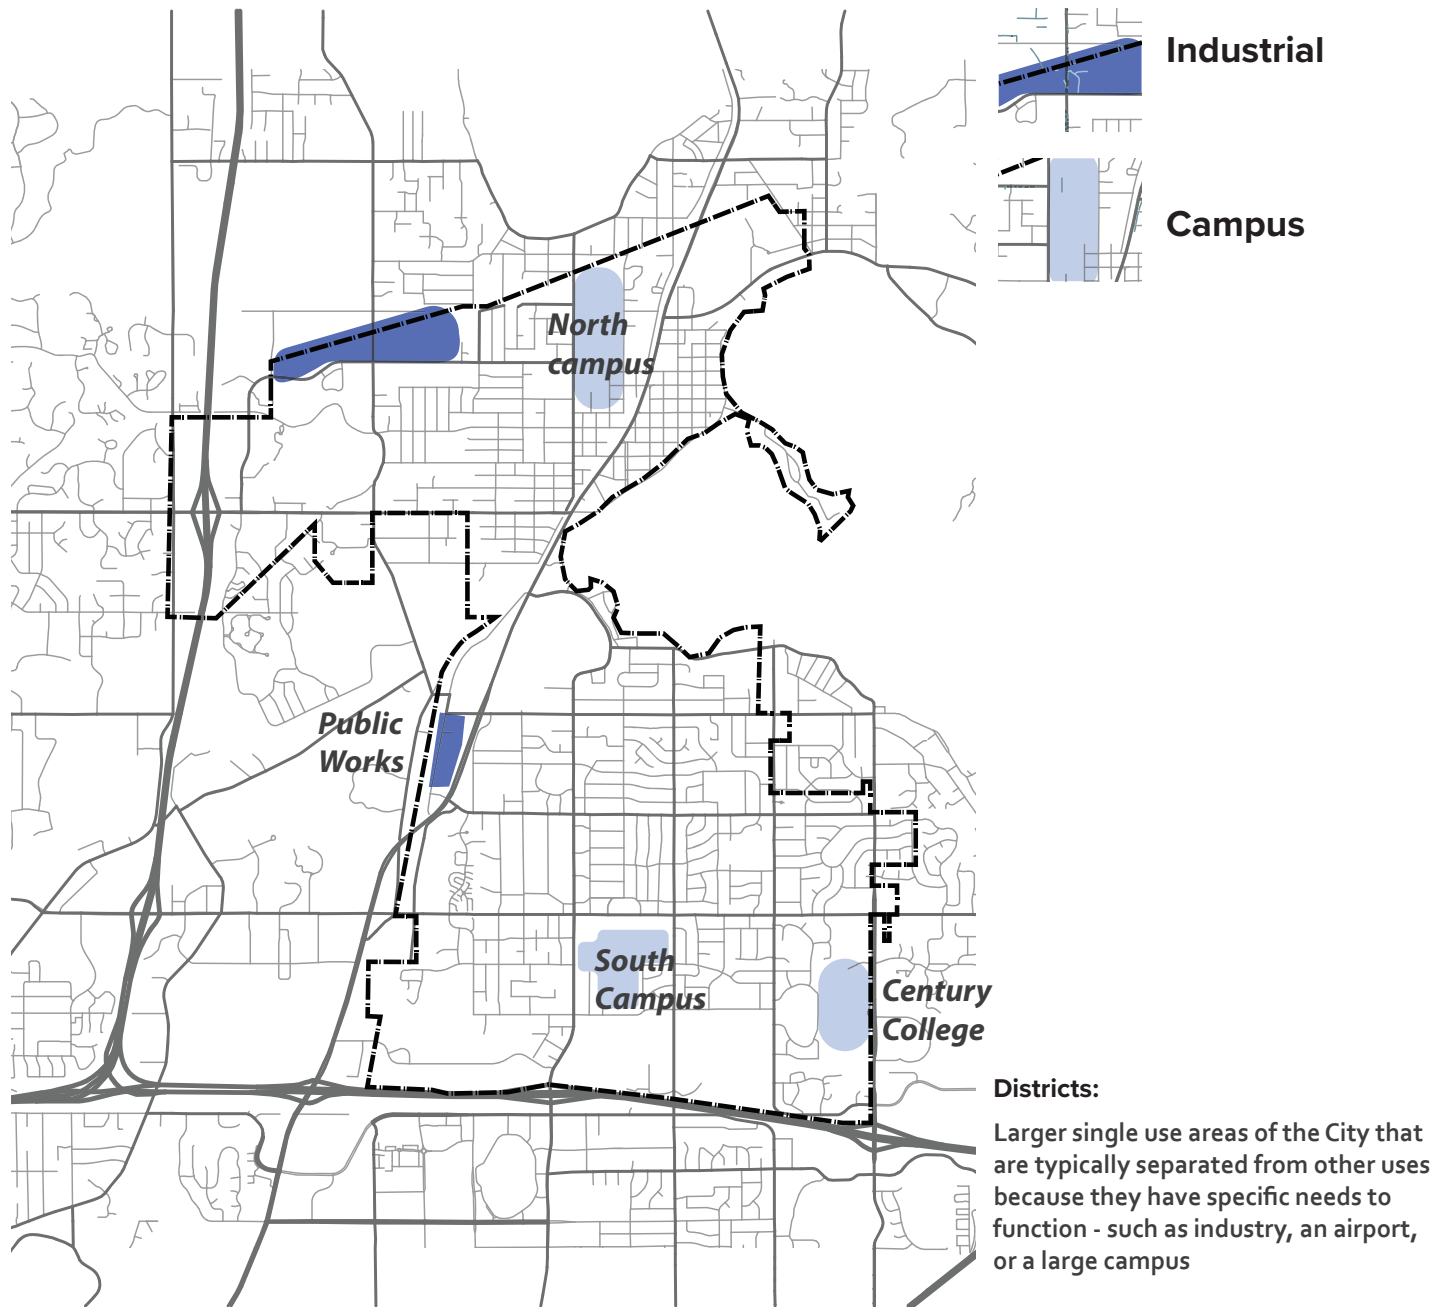 Industrial
Campus
North
campus
Public
Works
South
Campus
Century
College
Districts:
Larger single use areas of the City that
are typically separated from other uses
because they have specific needs to
function - such as industry, an airport,
or a large campus